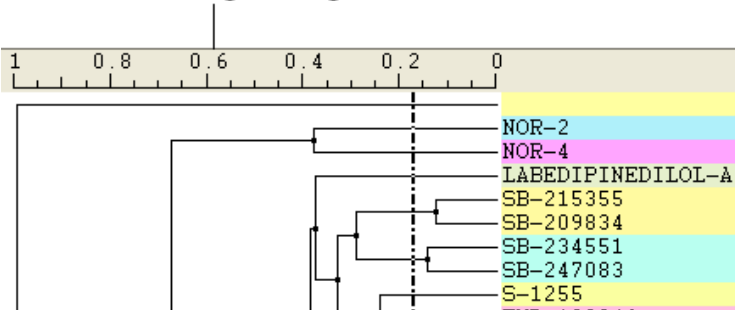 1 0.8 0.6 0.4 0.2 0
NOR-2
NOR-4
LABEDIPINEDILOL-A
SB-215355
SB-209834
SB-234551
SB-247083
S-1255